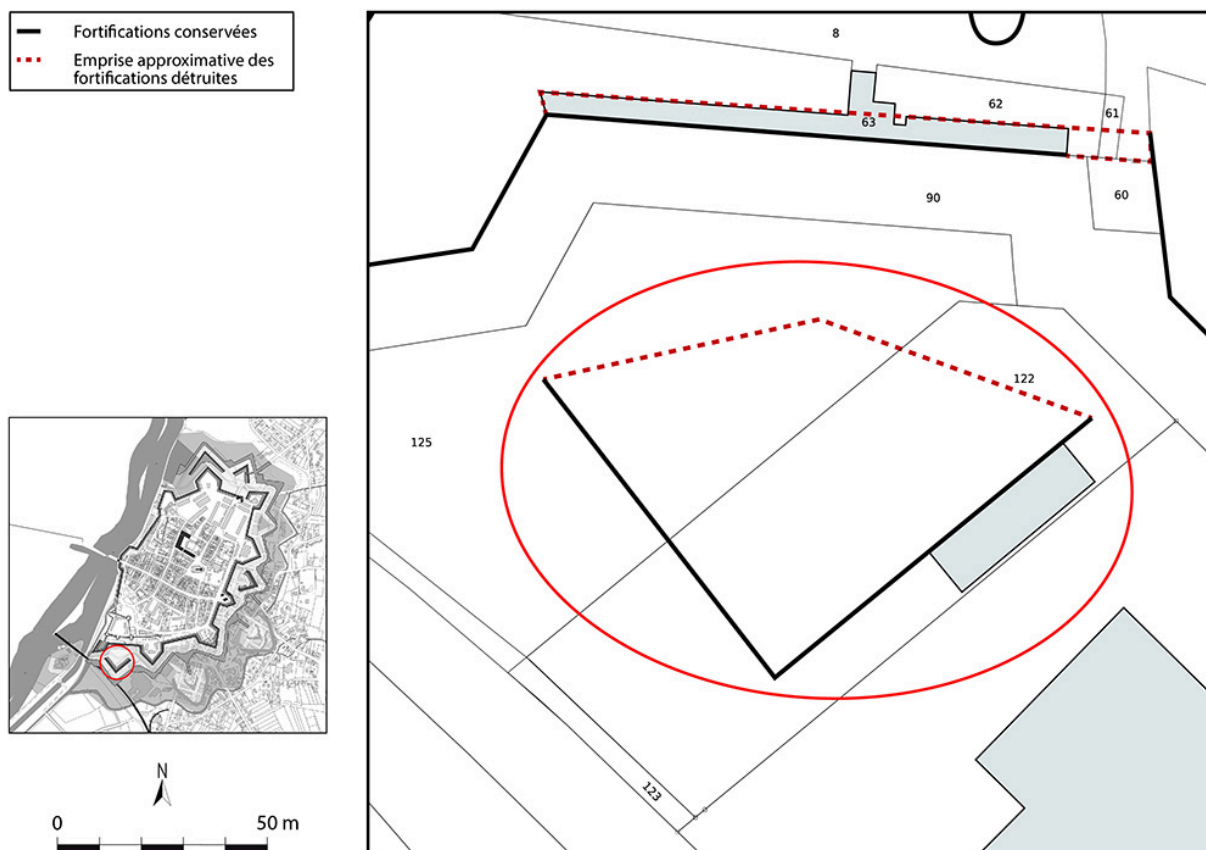 Fortifications conservées
Emprise approximative des
fortifications détruites
8
62
61
63
90
60
122
125
123
N
0 50 m